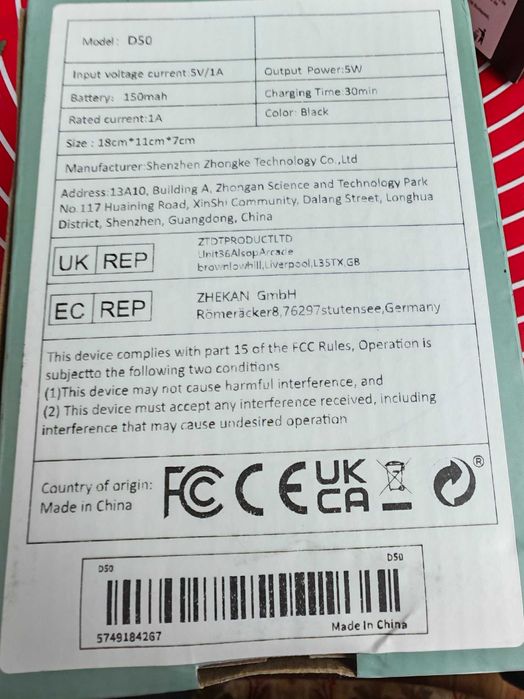 Model: D50
Input voltage current 5V/1A
Output Power:5W
Battery: 150mah
Charging Time 30min
Rated current:1A
Color: Black
Size : 18cm*11cm*7cm
Manufacturer:Shenzhen Zhongke Technology Co.,Ltd
Address:13A10, Building A, Zhongan Science and Technology Park
No.117 Huaining Road, XinShi Community, Dalang Street, Longhua
District, Shenzhen, Guangdong, China
UK REP
ZTDTPRODUCTLTD
Unit36AlsopArcade
brownlowhill,Liverpool,L35TX,GB
EC REP
ZHEKAN GmbH
Römeräcker8,76297stutensee,Germany
This device complies with part 15 of the FCC Rules, Operation is
subjectto the following two conditions
(1)This device may not cause harmful interference, and
(2) This device must accept any interference received, including
interference that may cause undesired operation
Country of origin:
Made in China
FC CE UK
CA
®
D50
D50
5749184267
Made In China